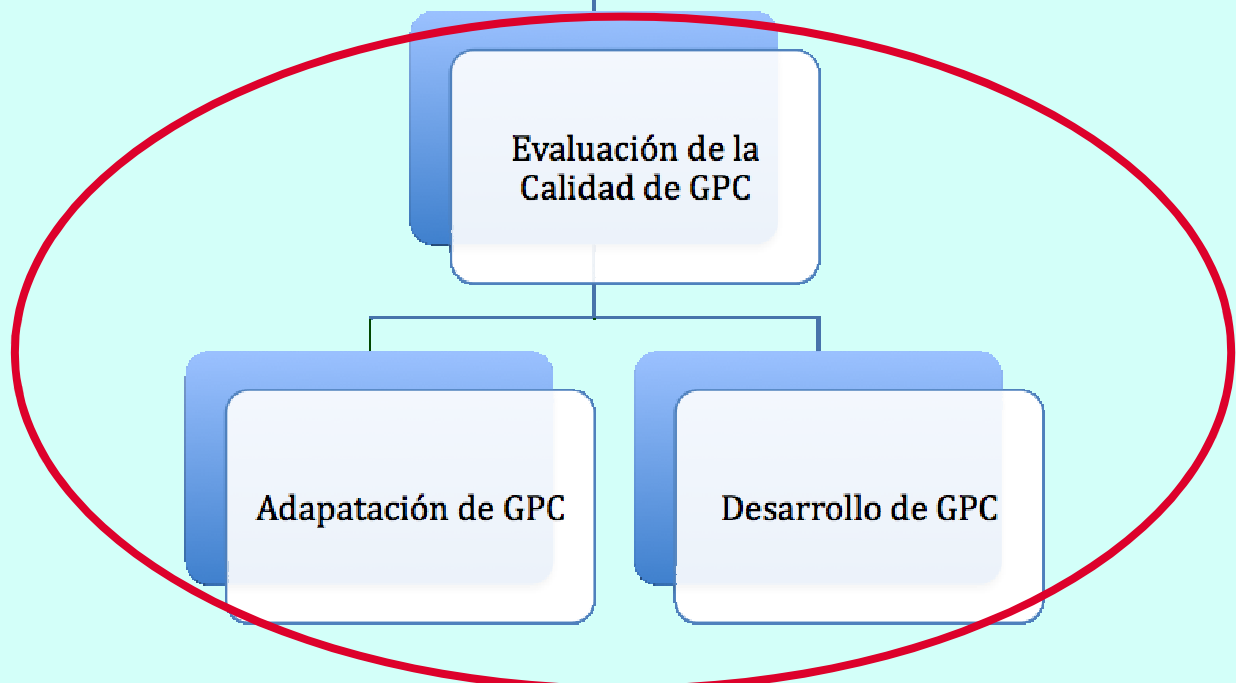 Evaluación de la
Calidad de GPC
Adapatación de GPC
Desarrollo de GPC